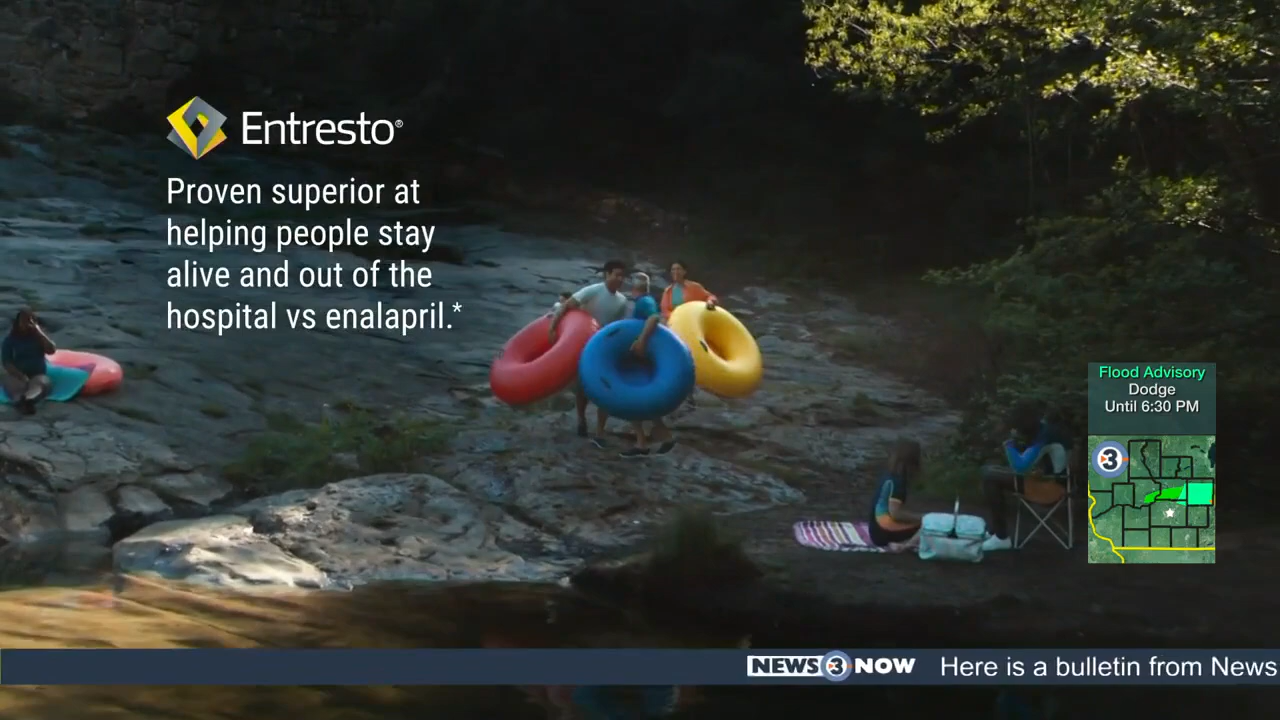 Entresto®
Proven superior at
helping people stay
alive and out of the
hospital vs enalapril.*
Flood Advisory
Dodge
Until 6:30 PM
3
NEWS 3 NOW
Here is a bulletin from News